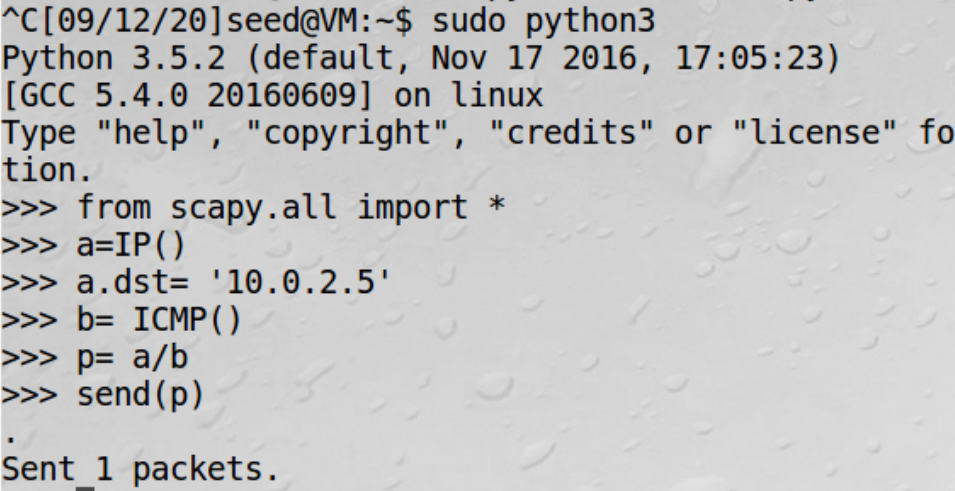 ^C[09/12/20]seed@VM:~$ sudo python3
Python 3.5.2 (default, Nov 17 2016, 17:05:23)
[GCC 5.4.0 20160609] on linux
Type "help", "copyright", "credits" or "license" fo
tion.
>>> from scapy.all import *
>>> a=IP()
>>> a.dst= '10.0.2.5'
>>> b= ICMP()
>>> p= a/b
>>> send(p)
.
Sent 1 packets.